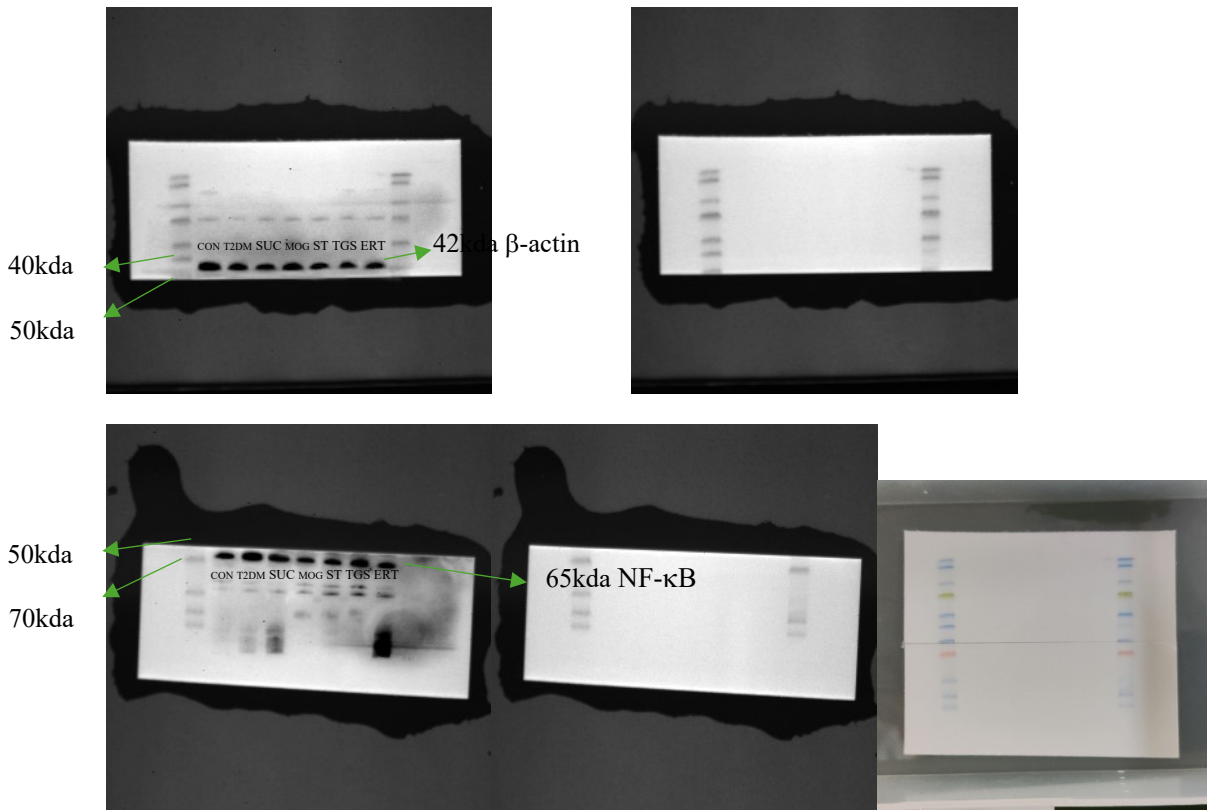 CON T2DM SUC MOG ST TGS ERT
42kda β-actin
40kda
50kda
50kda
CON T2DM SUC MOG ST TGS ERT
65kda NF-κB
70kda